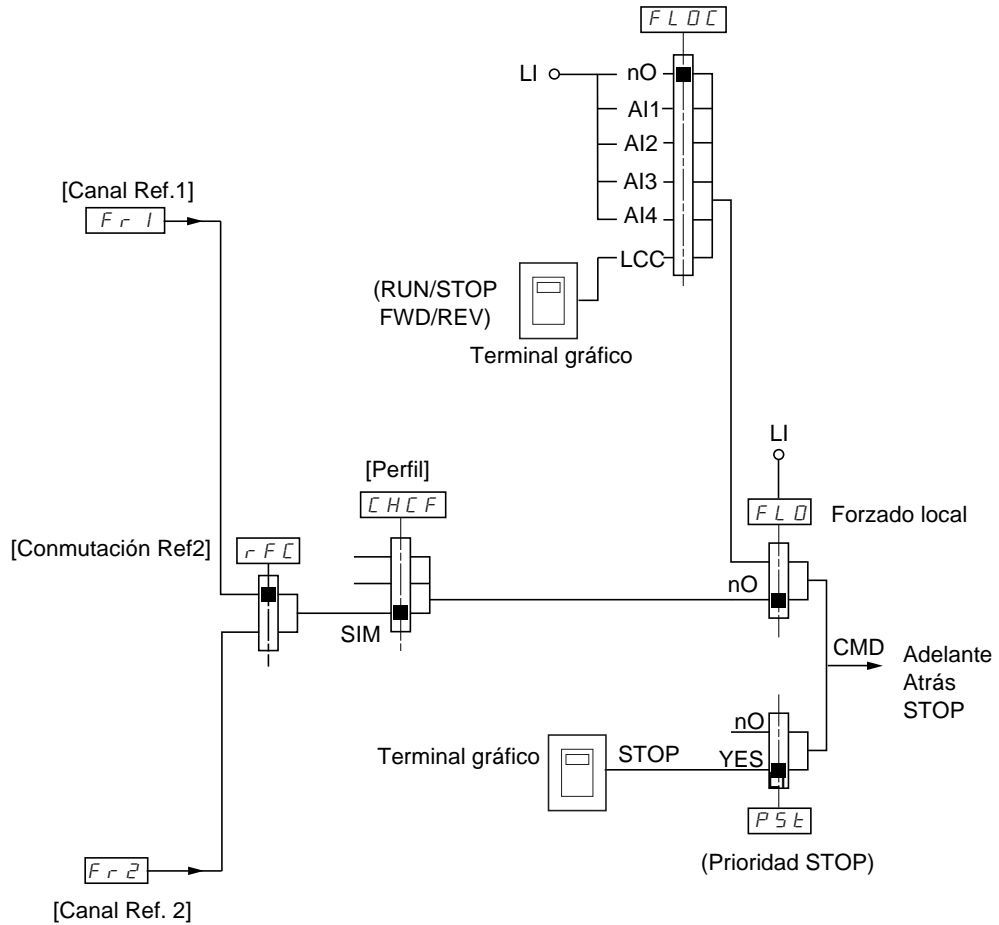 FLOC
LI
nO
AI1
AI2
AI3
AI4
LCC
[Canal Ref.1]
Fr1
(RUN/STOP
FWD/REV)
Terminal gráfico
LI
[Perfil]
CHCF
FLO
Forzado local
[Conmutación Ref2]
rFC
nO
SIM
CMD
Adelante
Atrás
STOP
nO
Terminal gráfico
STOP
YES
LI
PSt
(Prioridad STOP)
Fr2
[Canal Ref. 2]